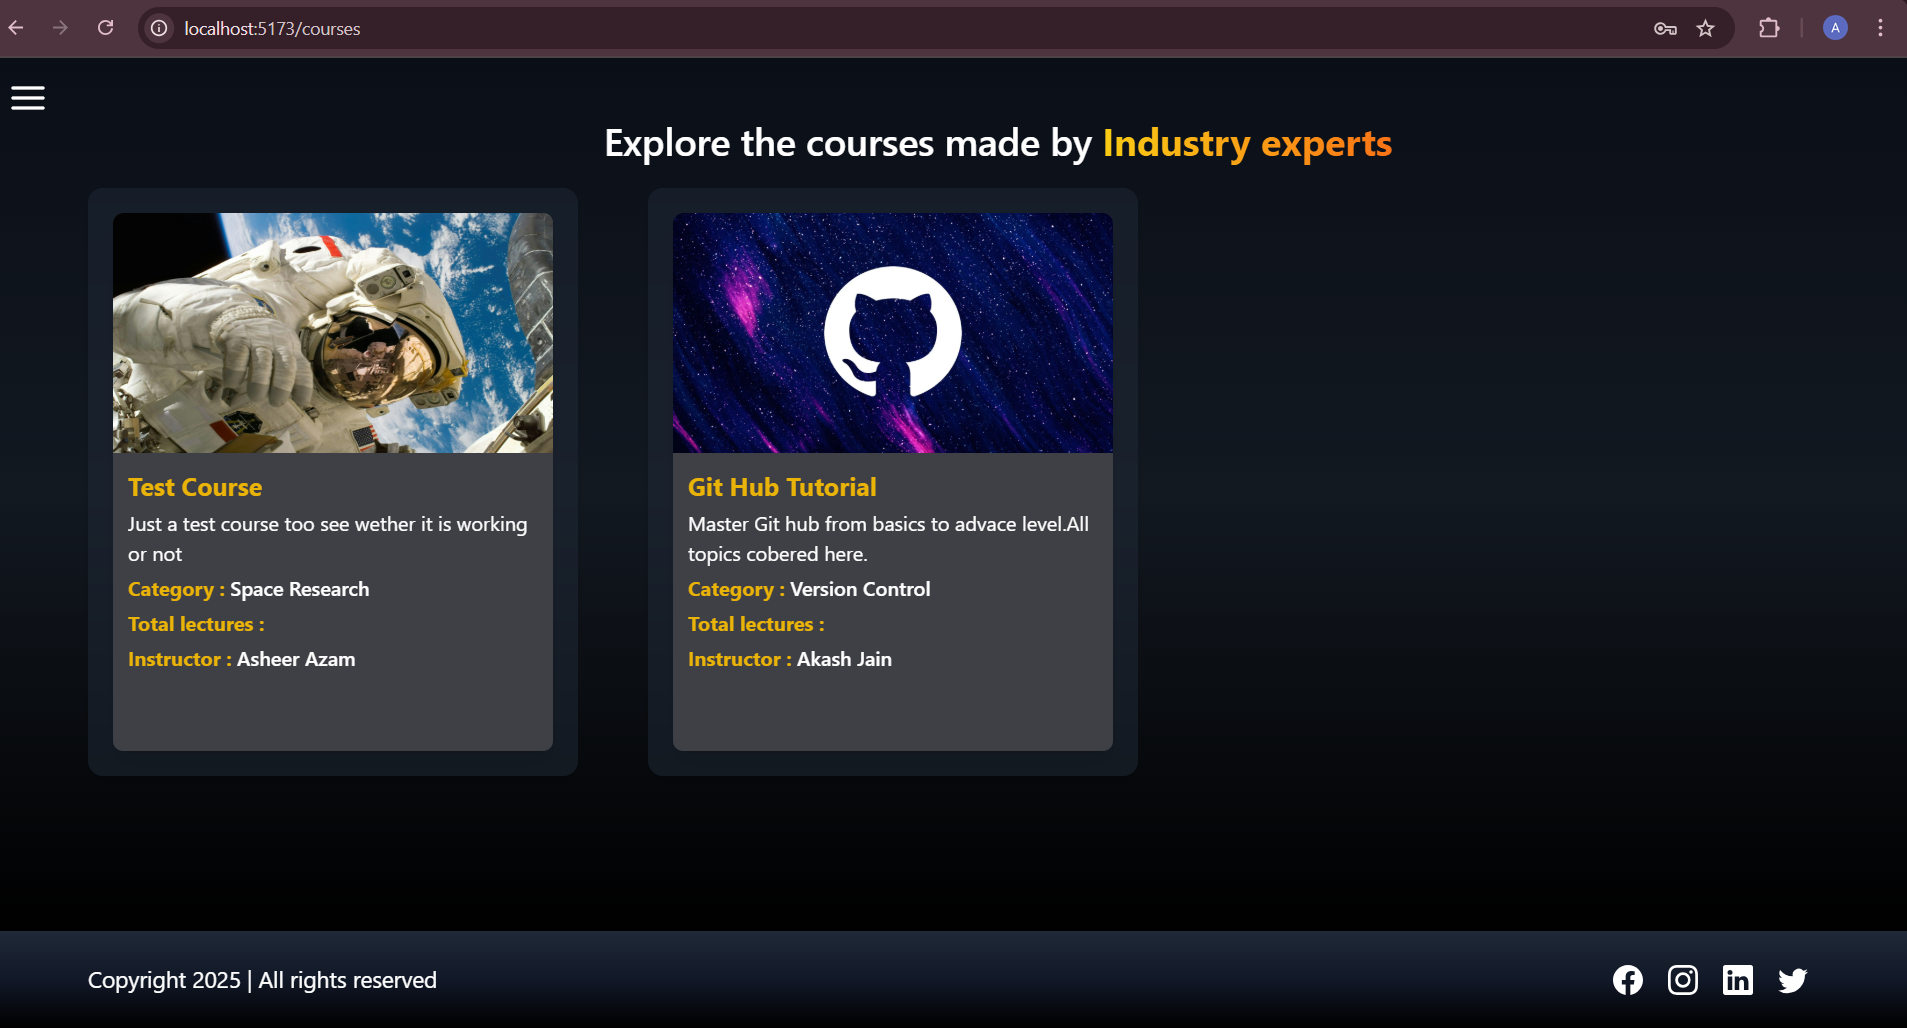 localhost:5173/courses
A
Explore the courses made by Industry experts
Test Course
Just a test course too see wether it is working
or not
Category : Space Research
Total lectures :
Instructor : Asheer Azam
Git Hub Tutorial
Master Git hub from basics to advace level.All
topics cobered here.
Category : Version Control
Total lectures :
Instructor : Akash Jain
Copyright 2025 | All rights reserved